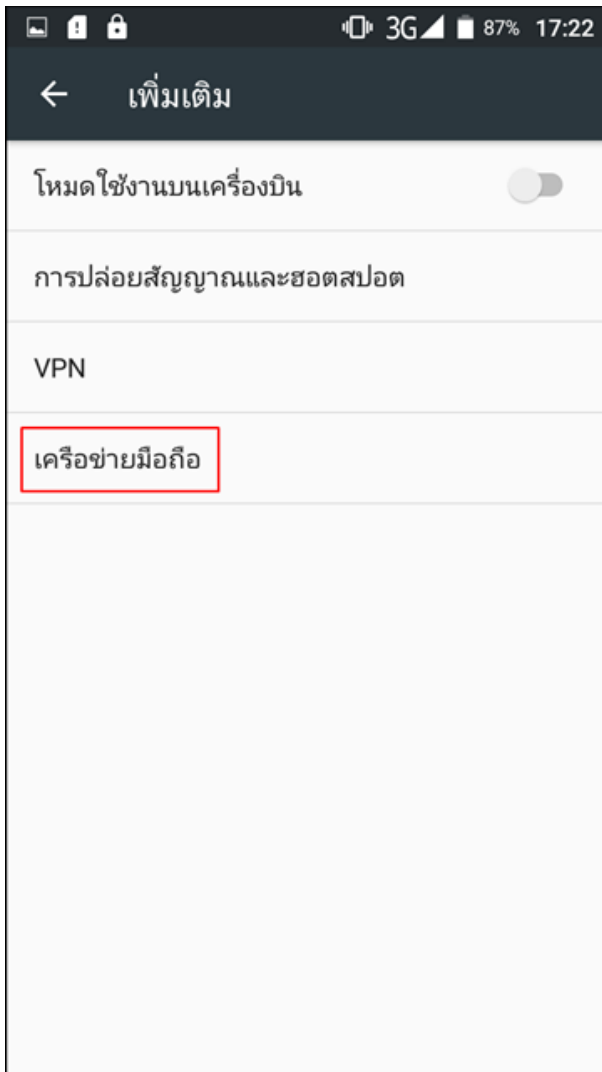 3G 87% 17:22
เพิ่มเติม
โหมดใช้งานบนเครื่องบิน
การปล่อยสัญญาณและฮอตสปอต
VPN
เครือข่ายมือถือ